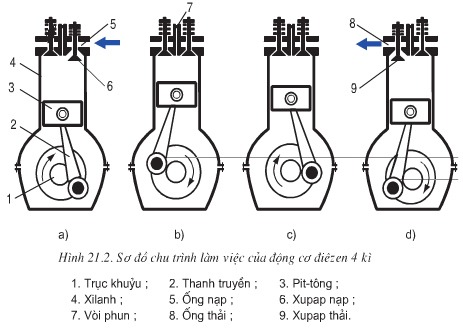 7
5
8
4
6
9
3
2
1
a)
b)
c)
d)
Hình 21.2. Sơ đồ chu trình làm việc của động cơ điêzen 4 kì
1. Trục khuỷu ; 2. Thanh truyền ; 3. Pit-tông ;
4. Xilanh ; 5. Ống nạp ; 6. Xupap nạp ;
7. Vòi phun ; 8. Ống thải ; 9. Xupap thải.